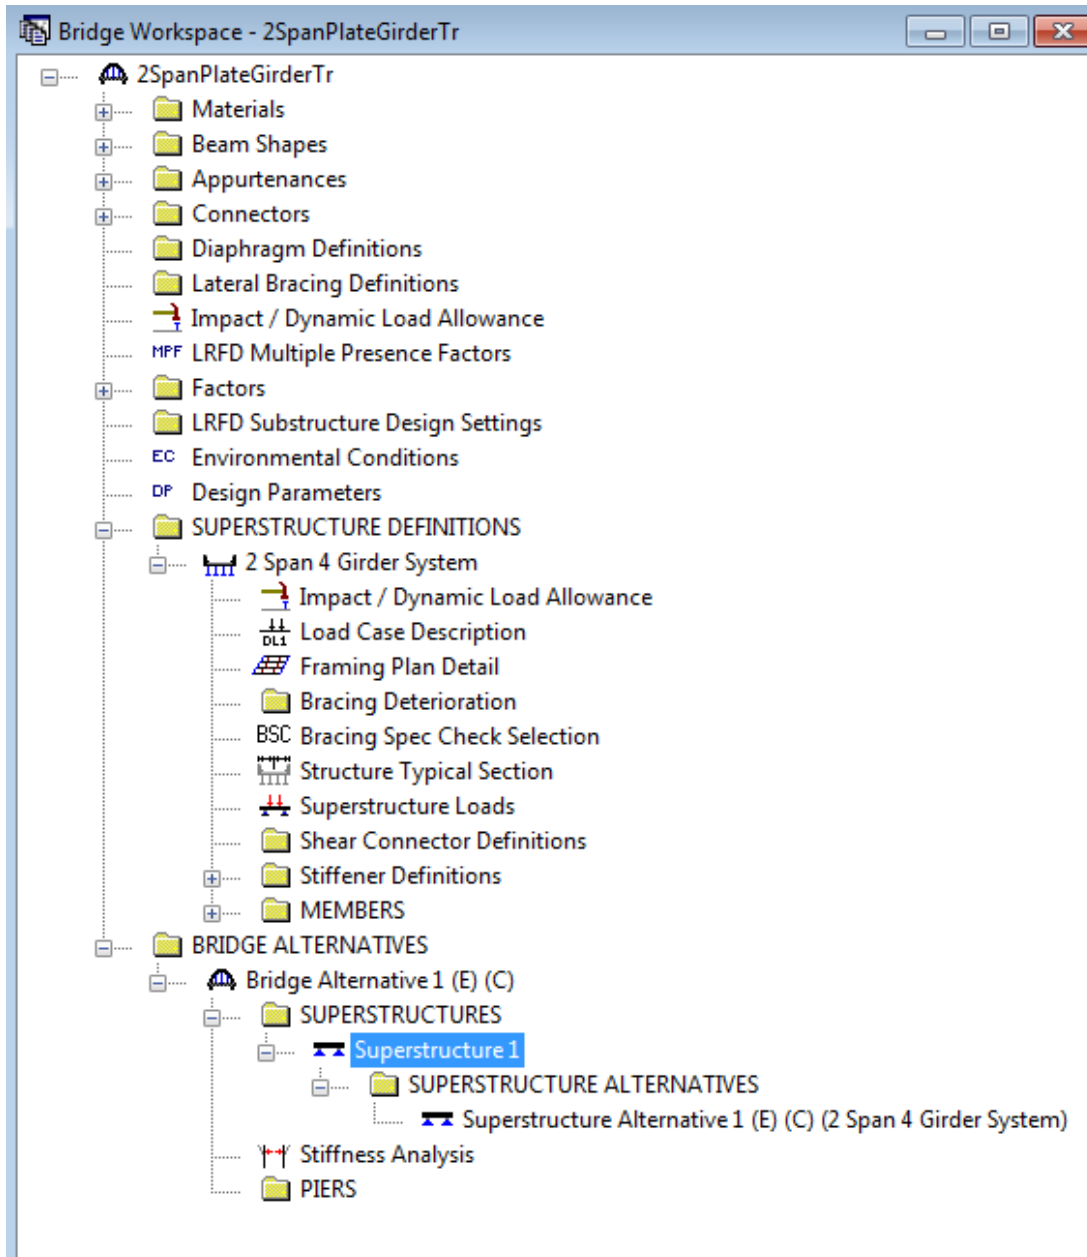 Bridge Workspace - 2SpanPlateGirderTr
2SpanPlateGirderTr
Materials
Beam Shapes
Appurtenances
Connectors
Diaphragm Definitions
Lateral Bracing Definitions
Impact / Dynamic Load Allowance
MPF LRFD Multiple Presence Factors
Factors
LRFD Substructure Design Settings
EC Environmental Conditions
DP Design Parameters
SUPERSTRUCTURE DEFINITIONS
2 Span 4 Girder System
Impact / Dynamic Load Allowance
DL1 Load Case Description
Framing Plan Detail
Bracing Deterioration
BSC Bracing Spec Check Selection
Structure Typical Section
Superstructure Loads
Shear Connector Definitions
Stiffener Definitions
MEMBERS
BRIDGE ALTERNATIVES
Bridge Alternative 1 (E) (C)
SUPERSTRUCTURES
Superstructure 1
SUPERSTRUCTURE ALTERNATIVES
Superstructure Alternative 1 (E) (C) (2 Span 4 Girder System)
Stiffness Analysis
PIERS